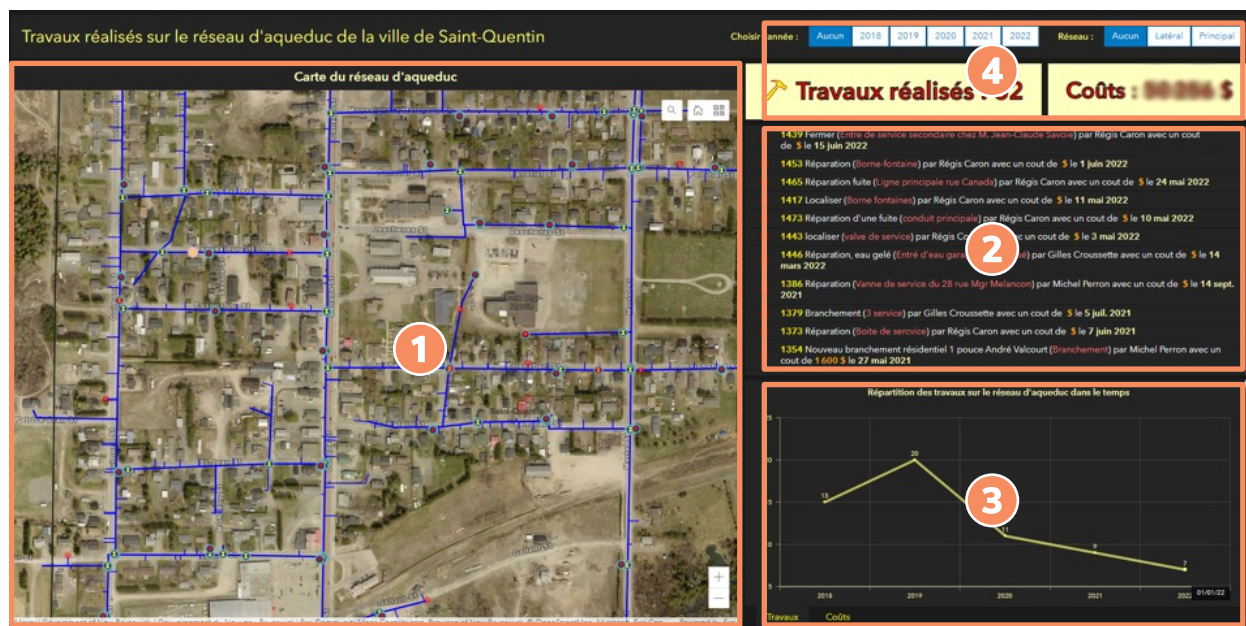 Travaux réalisés sur le réseau d'aqueduc de la ville de Saint-Quentin
Choisir année : Aucun 2018 2019 2020 2021 2022 Réseau : Aucun Latéral Principal
4
Travaux réalisés : 2
Coûts : $
Carte du réseau d'aqueduc
1
Deschenes St
Deschenes St
Gallant St
Gallant St
1439 Fermer (Entre de service secondaire chez M. Jean-Claude Savoie) par Régis Caron avec un cout
de $ le 15 juin 2022
1453 Réparation (Borne-fontaine) par Régis Caron avec un cout de $ le 1 juin 2022
1465 Réparation fuite (Ligne principale rue Canada) par Régis Caron avec un cout de $ le 24 mai 2022
1417 Localiser (Borne fontaines) par Régis Caron avec un cout de $ le 11 mai 2022
1473 Réparation d'une fuite (conduit principale) par Régis Caron avec un cout de $ le 10 mai 2022
1443 localiser (valve de service) par Régis un cout de $ le 3 mai 2022
2
1446 Réparation, eau gelé (Entré d'eau par Gilles Croussette avec un cout de $ le 14
mars 2022
1386 Réparation (Vanne de service du 28 rue Mgr Melancon) par Michel Perron avec un cout de $ le 14 sept.
2021
1379 Branchement (3 service) par Gilles Croussette avec un cout de $ le 5 juil. 2021
1373 Réparation (Boite de sercvice) par Régis Caron avec un cout de $ le 7 juin 2021
1354 Nouveau branchement résidentiel 1 pouce André Valcourt (Branchement) par Michel Perron avec un
cout de 1 600 $ le 27 mai 2021
Répartition des travaux sur le réseau d'aqueduc dans le temps
20
13
3
11
9
7
2018 2019 2020 2021 2022 01/01/22
Travaux Coûts